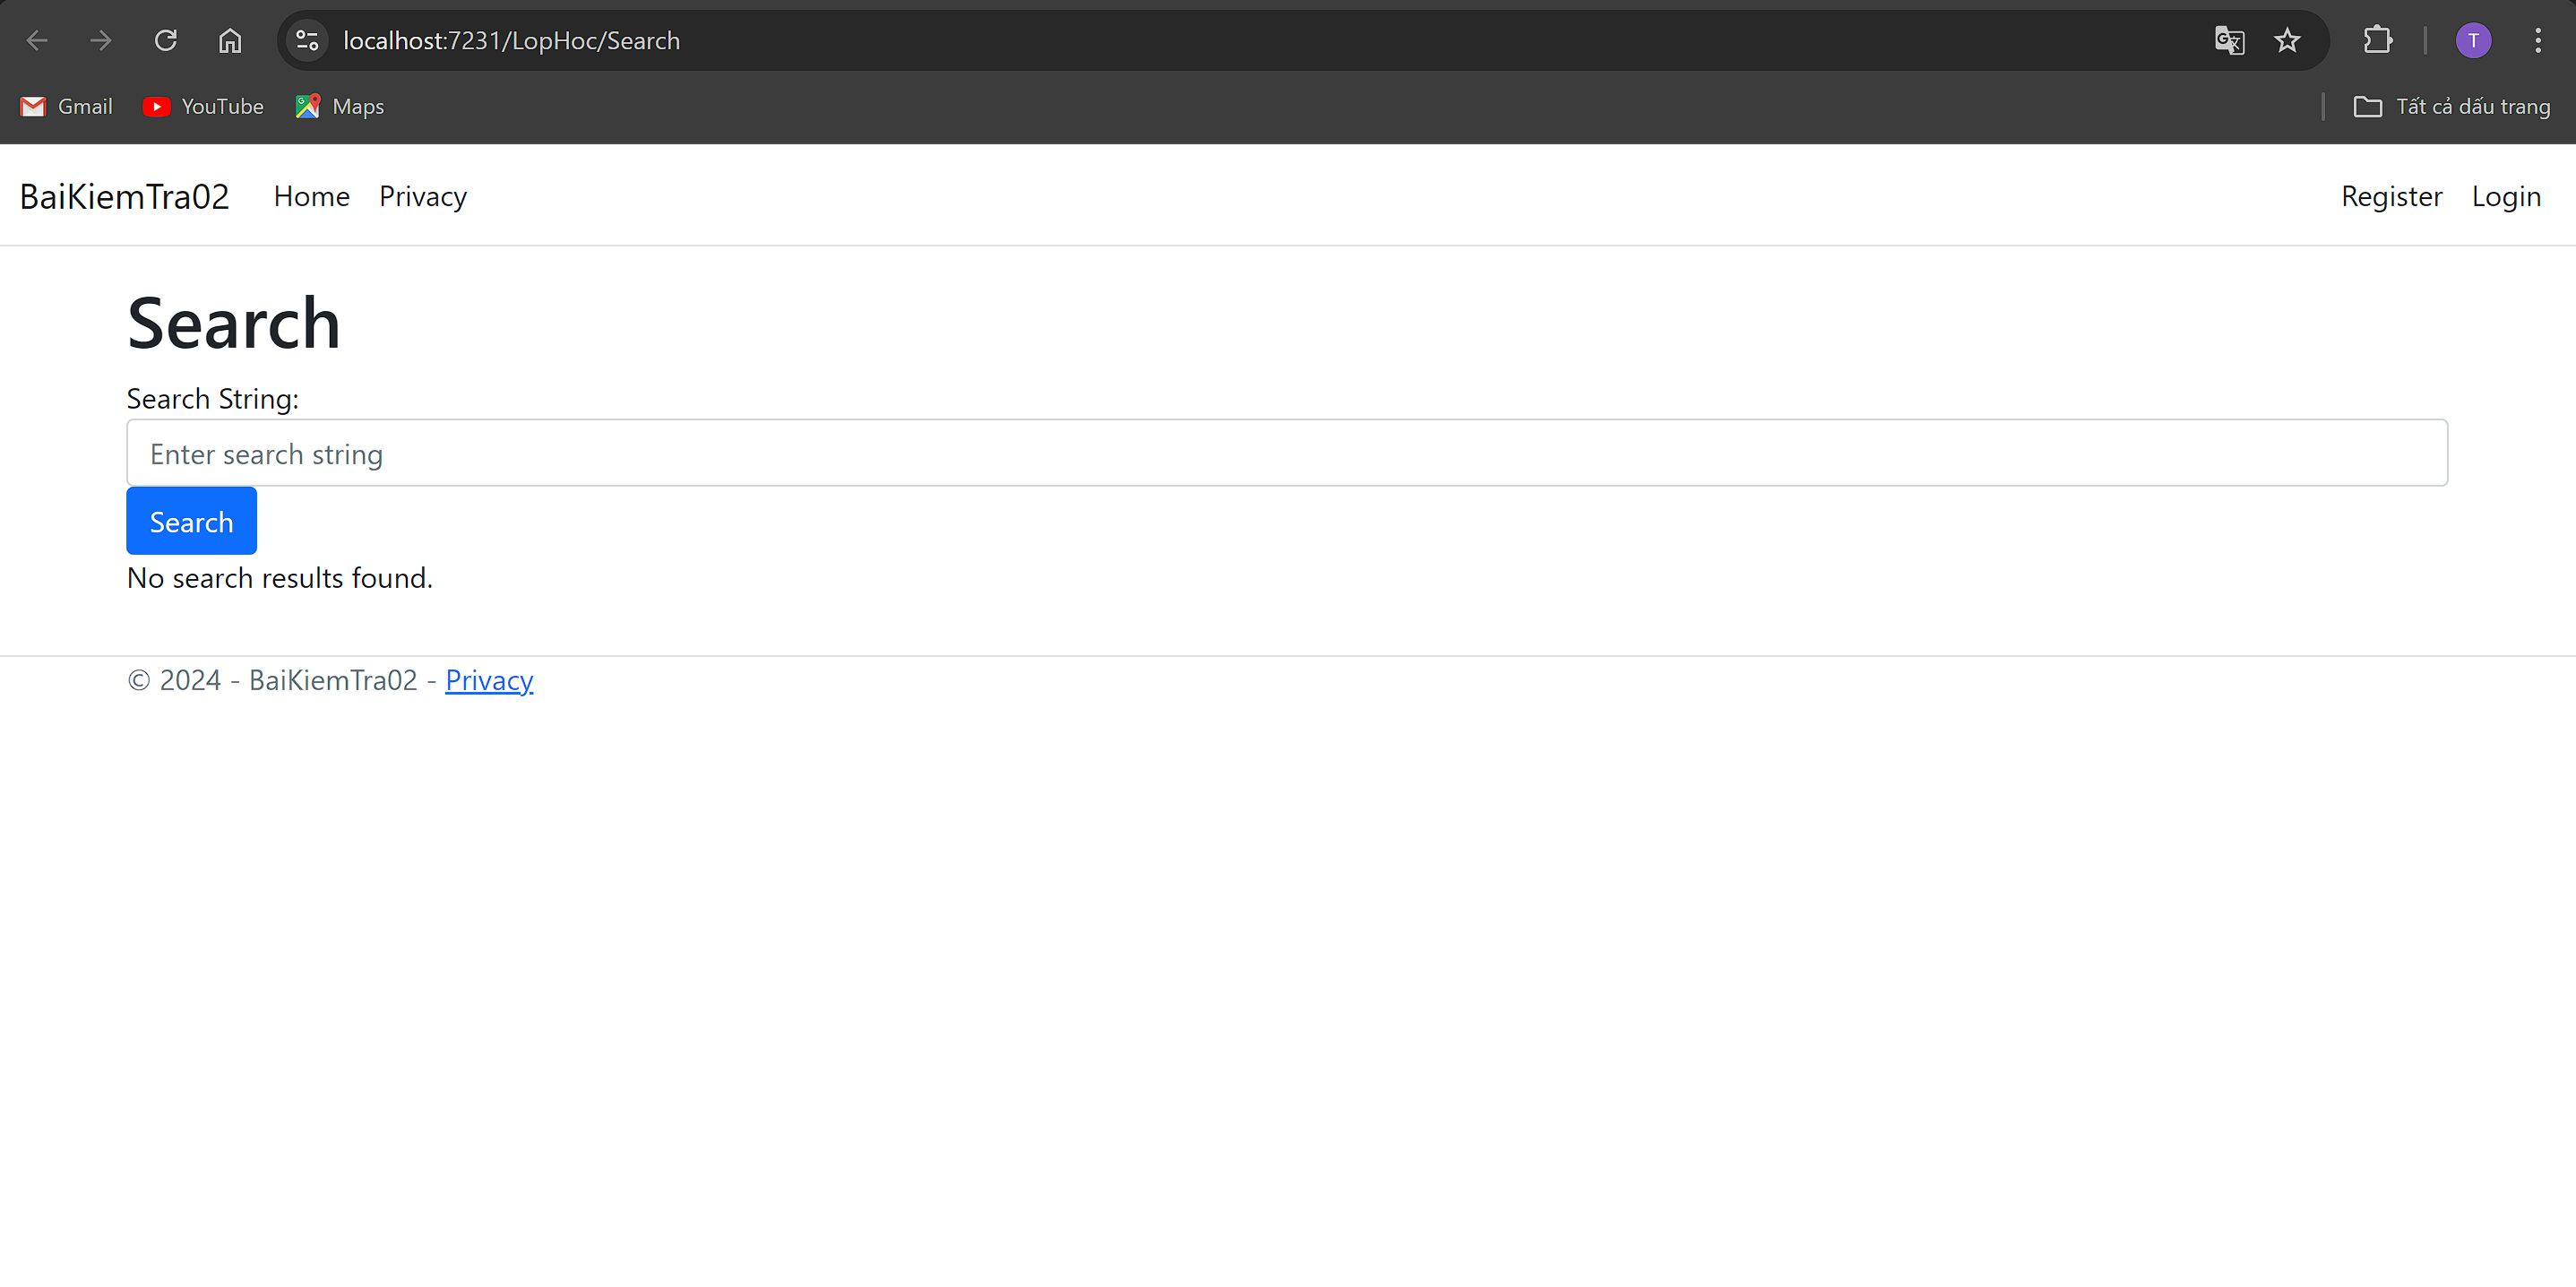 localhost:7231/LopHoc/Search
T
Gmail YouTube Maps Tất cả dấu trang
BaiKiemTra02 Home Privacy Register Login
Search
Search String:
Enter search string
Search
No search results found.
© 2024 - BaiKiemTra02 - Privacy